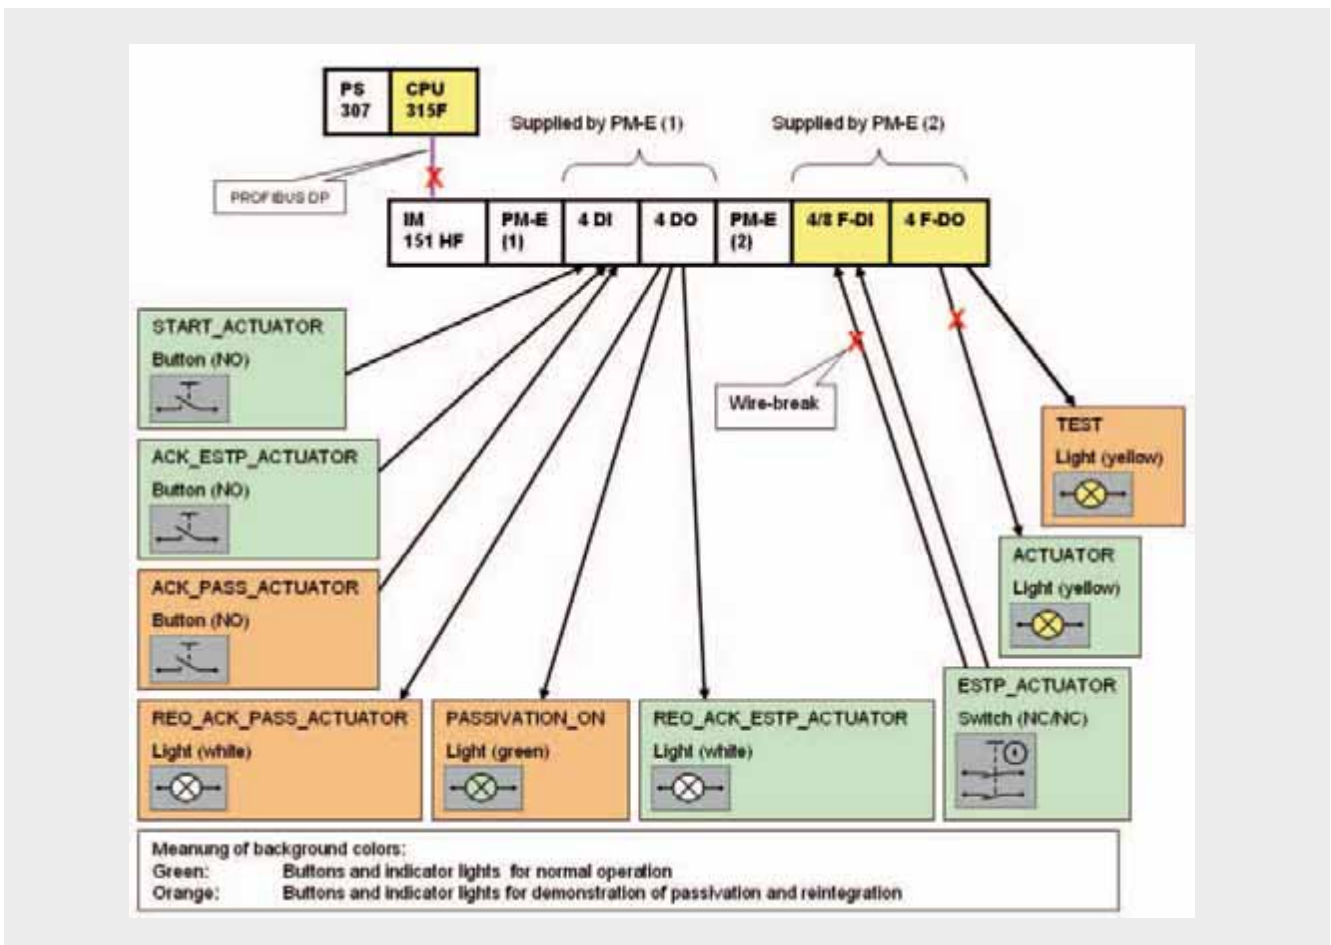 PS
307
CPU
315F
Supplied by PM-E (1)
Supplied by PM-E (2)
PROFIBUS DP
IM
151 HF
PM-E
(1)
4 DI
4 DO
PM-E
(2)
4/8 F-DI
4 F-DO
START_ACTUATOR
Button (NO)
Wire-break
TEST
Light (yellow)
ACK_ESTP_ACTUATOR
Button (NO)
ACTUATOR
Light (yellow)
ACK_PASS_ACTUATOR
Button (NO)
ESTP_ACTUATOR
Switch (NC/NC)
REQ_ACK_PASS_ACTUATOR
Light (white)
PASSIVATION_ON
Light (green)
REQ_ACK_ESTP_ACTUATOR
Light (white)
Meanung of background colors:
Green: Buttons and indicator lights for normal operation
Orange: Buttons and indicator lights for demonstration of passivation and reintegration